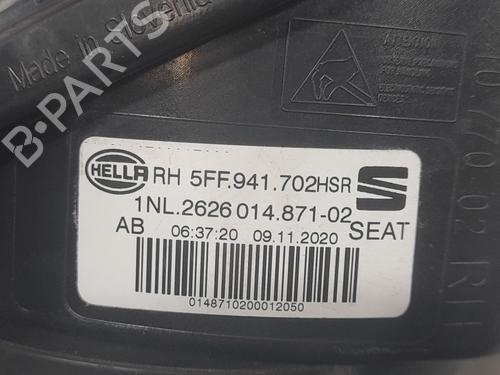 Made in Slovenia
ATTENTION
HELLA RH 5FF.941.702HSR
1NL.2626 014.871-02
AB 06:37:20 09.11.2020 SEAT
0148710200012050
B-PARTS